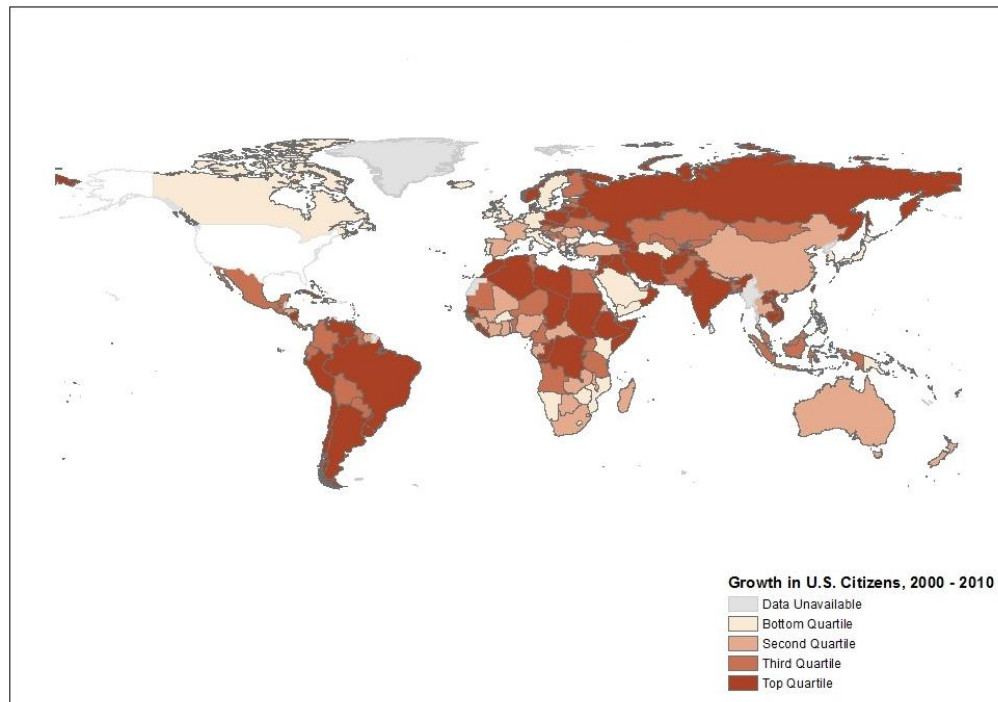 Growth in U.S. Citizens, 2000 - 2010
Data Unavailable
Bottom Quartile
Second Quartile
Third Quartile
Top Quartile